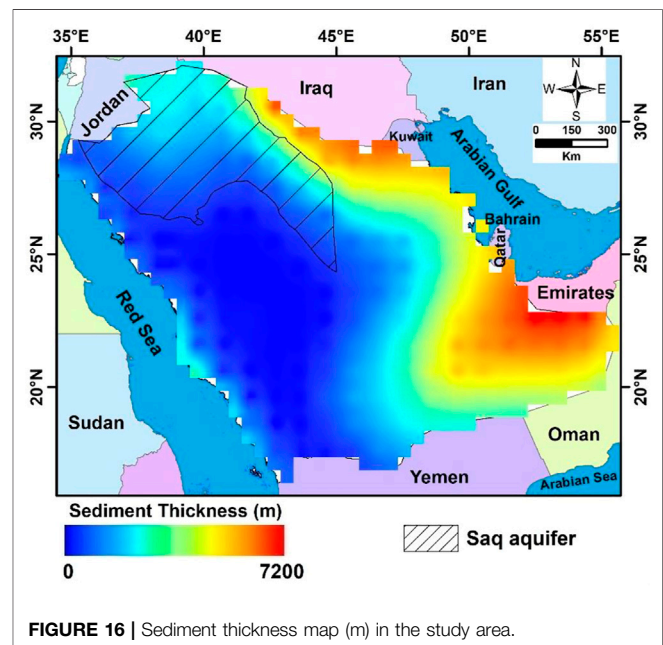 35°E 40°E 45°E 50°E 55°E
N
W E
S
0 150 300
Km
Iran
Iraq
Jordan
30°N 30°N
Kuwait
Arabian Gulf
Bahrain
Qatar
25°N 25°N
Emirates
Red Sea
20°N 20°N
Sudan
Oman
Yemen
Arabian Sea
Sediment Thickness (m)
0 7200
Saq aquifer
FIGURE 16 | Sediment thickness map (m) in the study area.